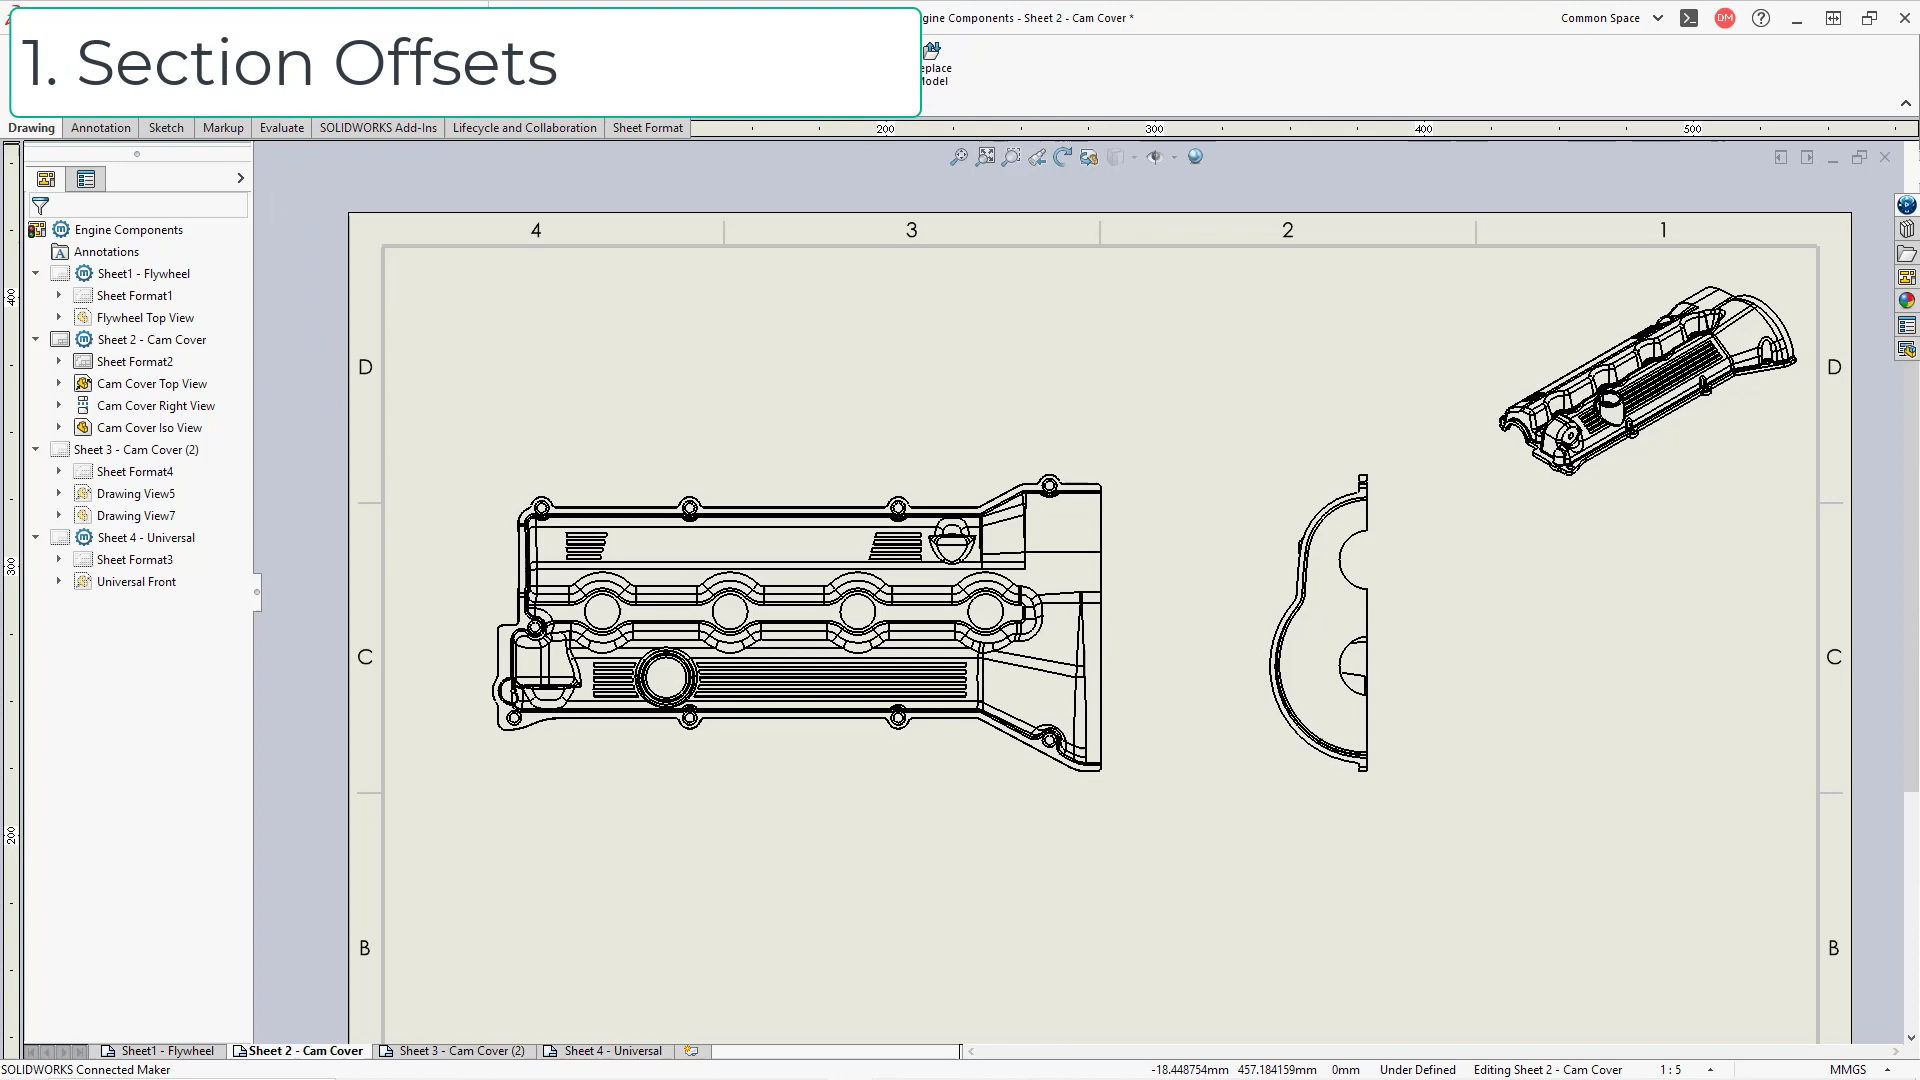 1. Section Offsets
gine Components - Sheet 2 - Cam Cover *
Common Space
DM
eplace
odel
Drawing
Annotation
Sketch
Markup
Evaluate
SOLIDWORKS Add-Ins
Lifecycle and Collaboration
Sheet Format
200
300
400
500
Engine Components
Annotations
Sheet1 - Flywheel
Sheet Format1
Flywheel Top View
Sheet 2 - Cam Cover
Sheet Format2
Cam Cover Top View
Cam Cover Right View
Cam Cover Iso View
Sheet 3 - Cam Cover (2)
Sheet Format4
Drawing View5
Drawing View7
Sheet 4 - Universal
Sheet Format3
Universal Front
400
300
200
4
3
2
1
D
D
C
C
B
B
Sheet1 - Flywheel
Sheet 2 - Cam Cover
Sheet 3 - Cam Cover (2)
Sheet 4 - Universal
SOLIDWORKS Connected Maker
-18.448754mm
457.184159mm
0mm
Under Defined
Editing Sheet 2 - Cam Cover
1 : 5
MMGS